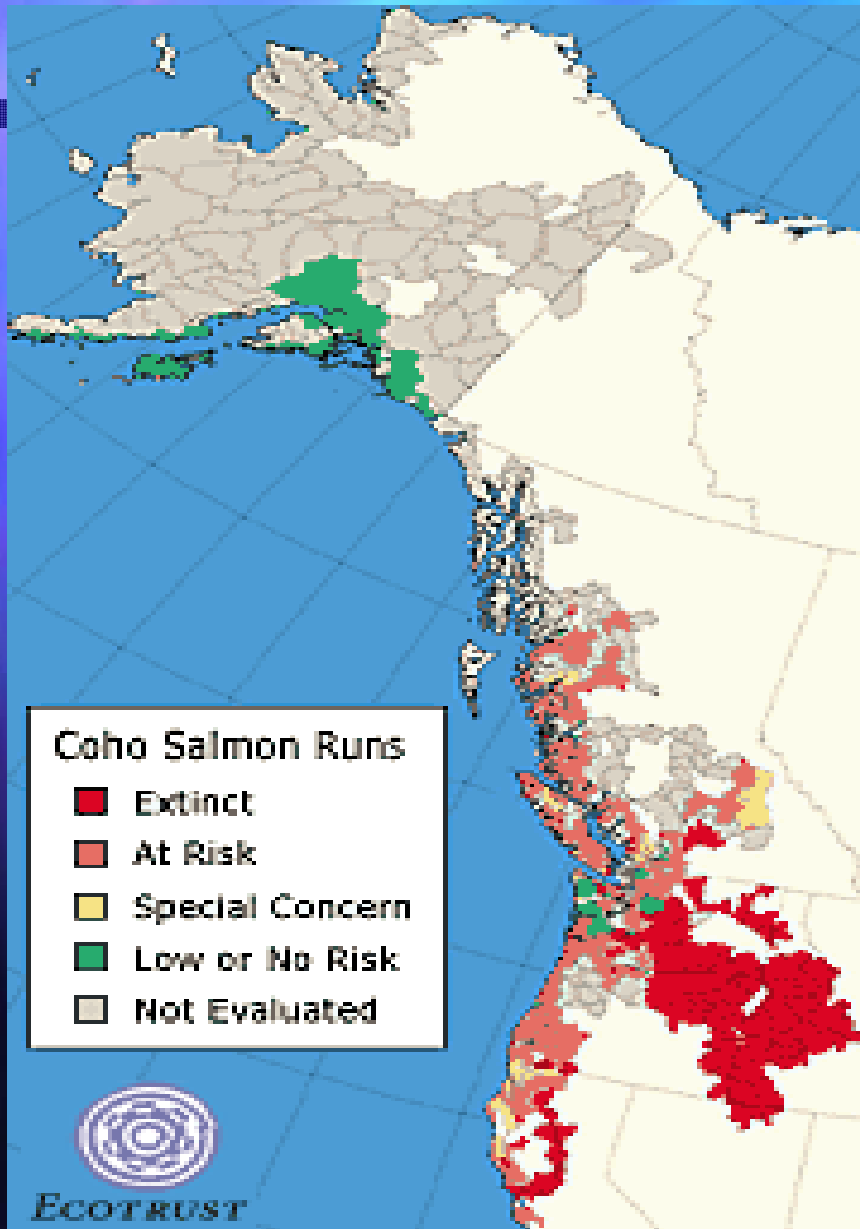 Coho Salmon Runs
Extinct
At Risk
Special Concern
Low or No Risk
Not Evaluated
ECOTRUST